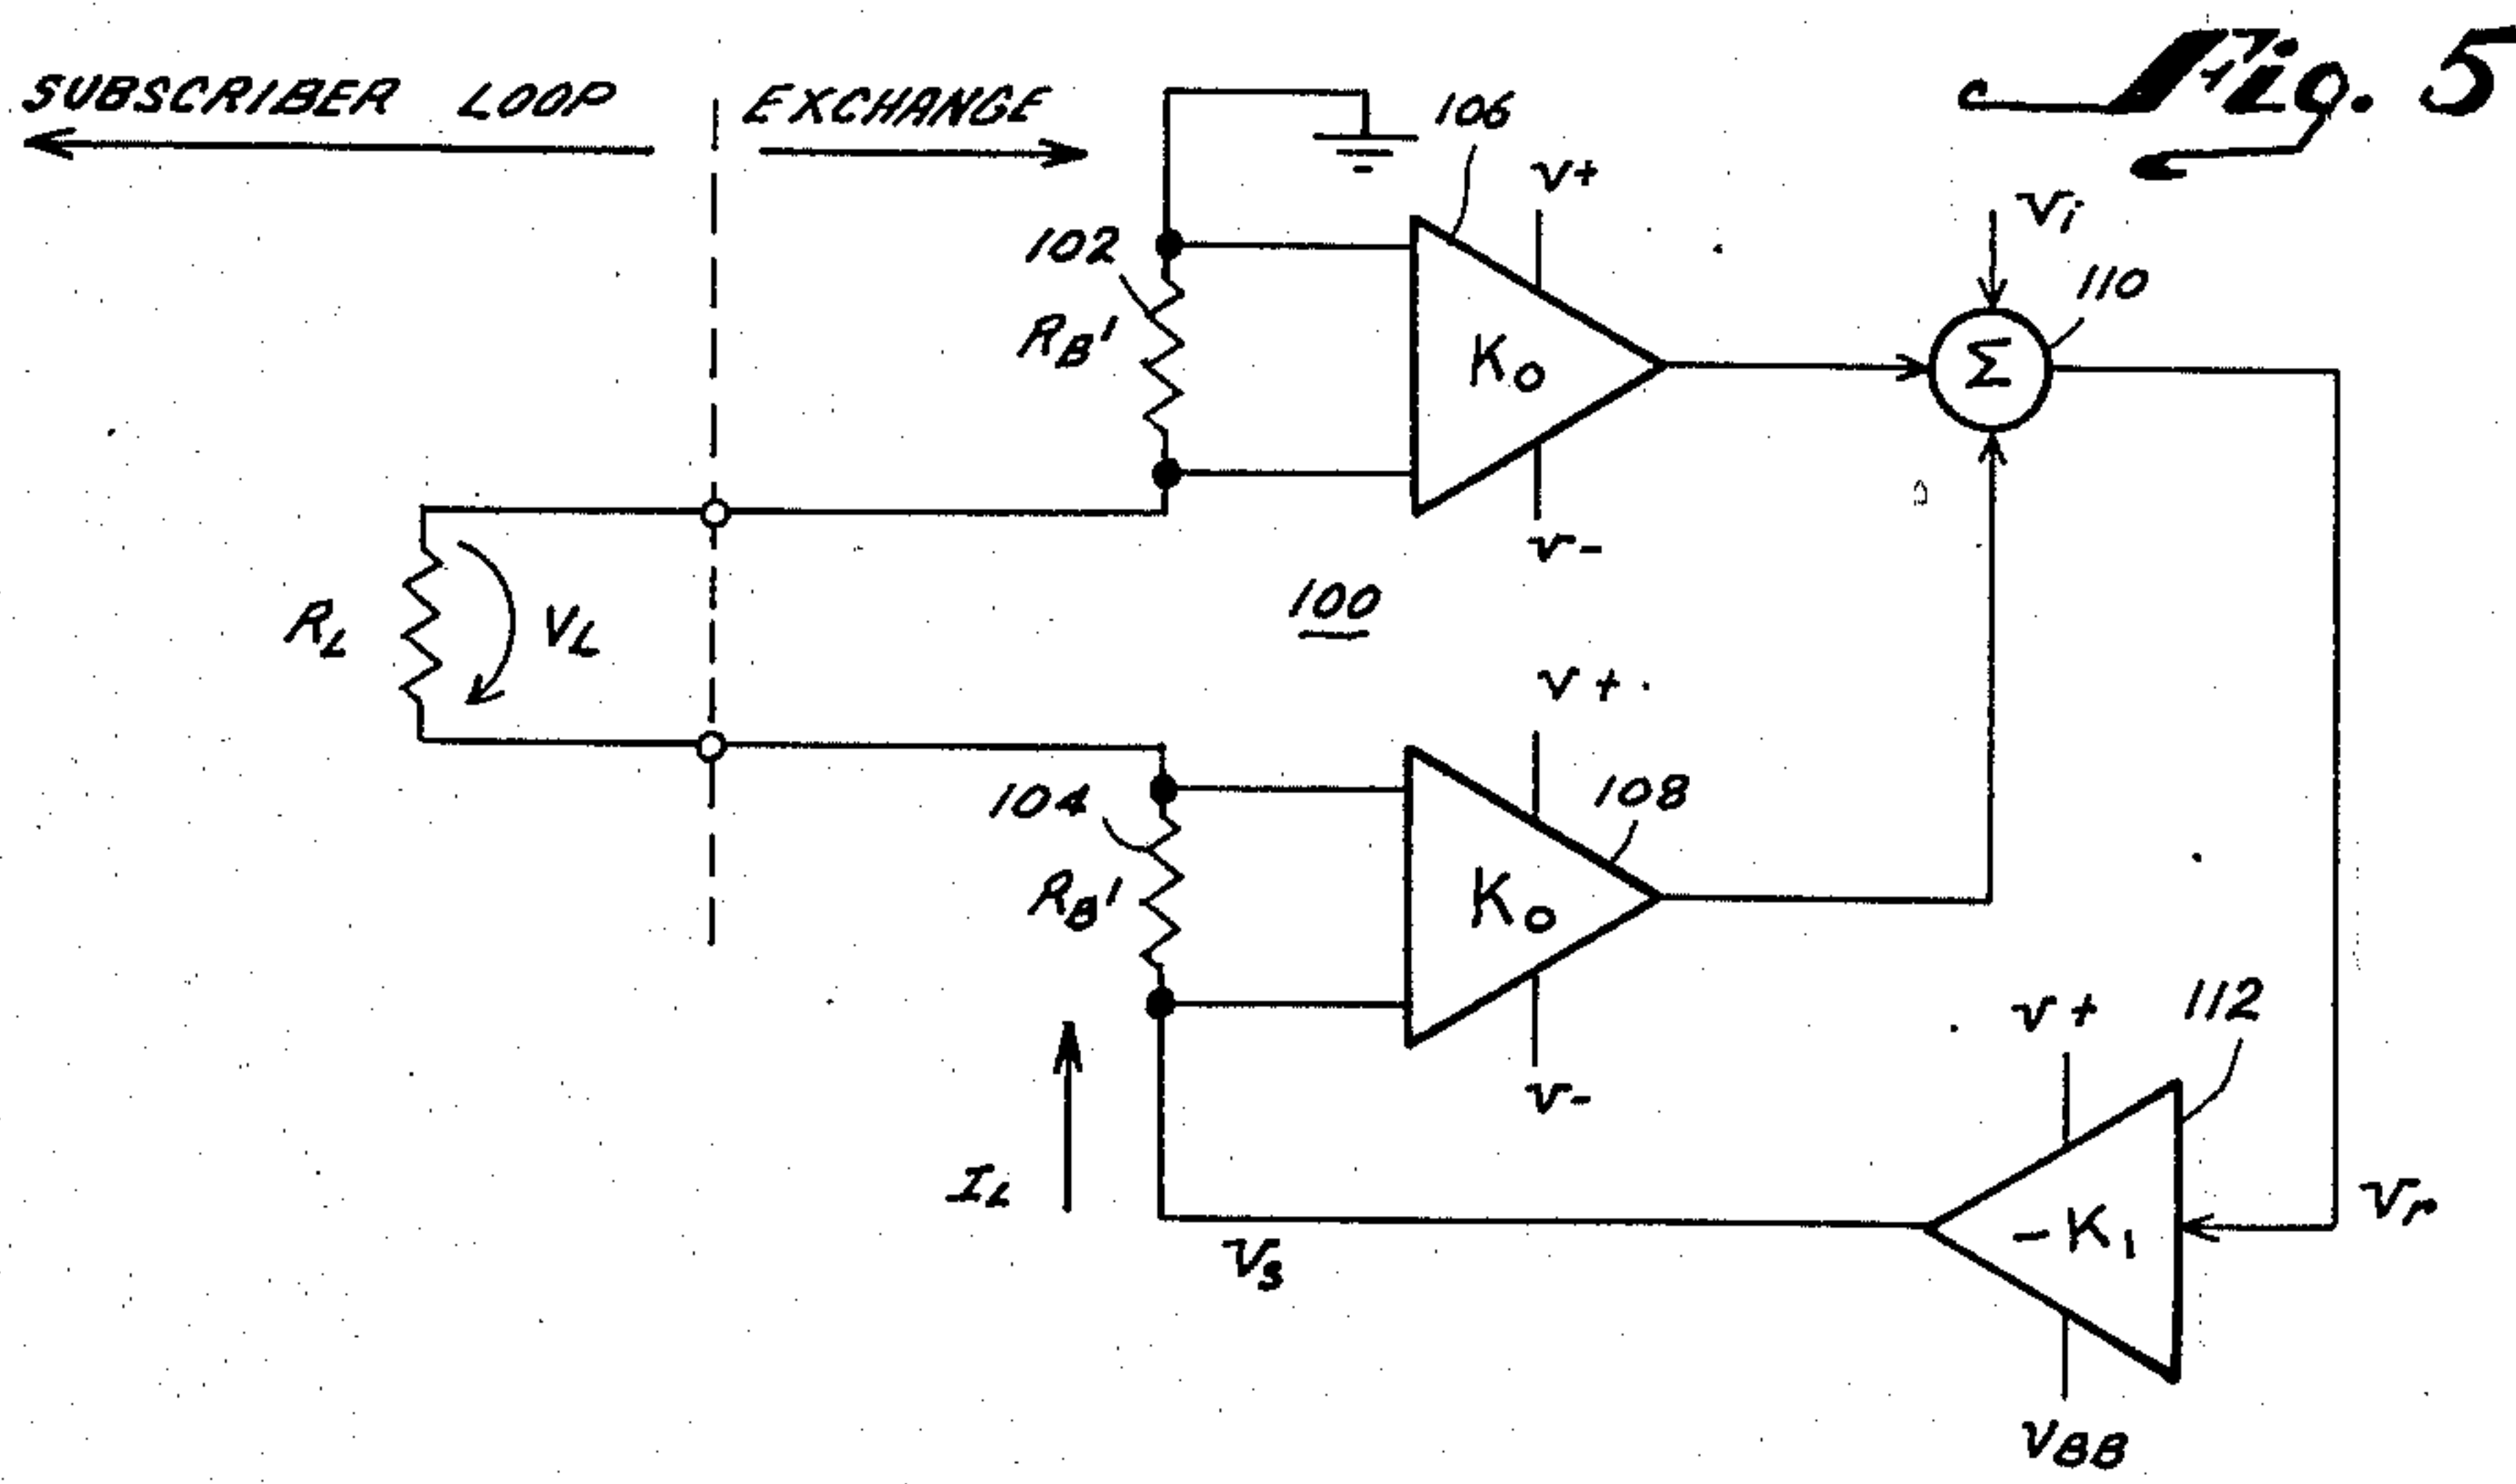 Fig. 5
SUBSCRIBER LOOP
EXCHANGE
106
V+
Vi
102
110
RB'
K0
Σ
V-
RL
VL
100
V+
104
108
RB'
K0
V-
V+
112
IL
Vr
-K1
Vs
VBB